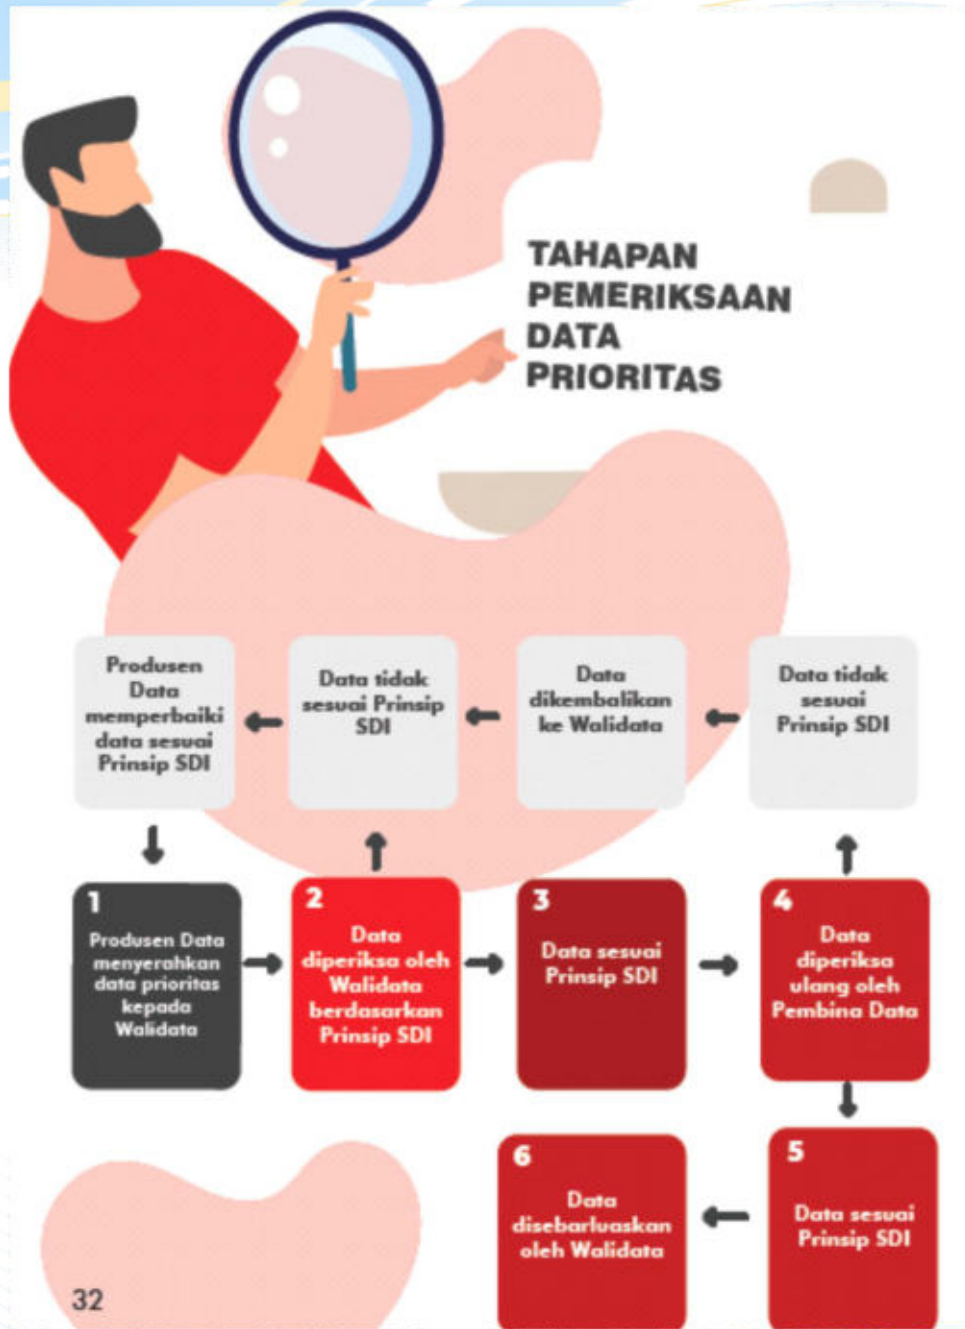 TAHAPAN
PEMERIKSAAN
DATA
PRIORITAS
Produsen
Data
memperbaiki
data sesuai
Prinsip SDI
Data tidak
sesuai Prinsip
SDI
Data
dikembalikan
ke Walidata
Data tidak
sesuai
Prinsip SDI
1
Produsen Data
menyerahkan
data prioritas
kepada
Walidata
2
Data
diperiksa oleh
Walidata
berdasarkan
Prinsip SDI
3
Data sesuai
Prinsip SDI
4
Data
diperiksa
ulang oleh
Pembina Data
5
Data sesuai
Prinsip SDI
6
Data
disebarluaskan
oleh Walidata
32